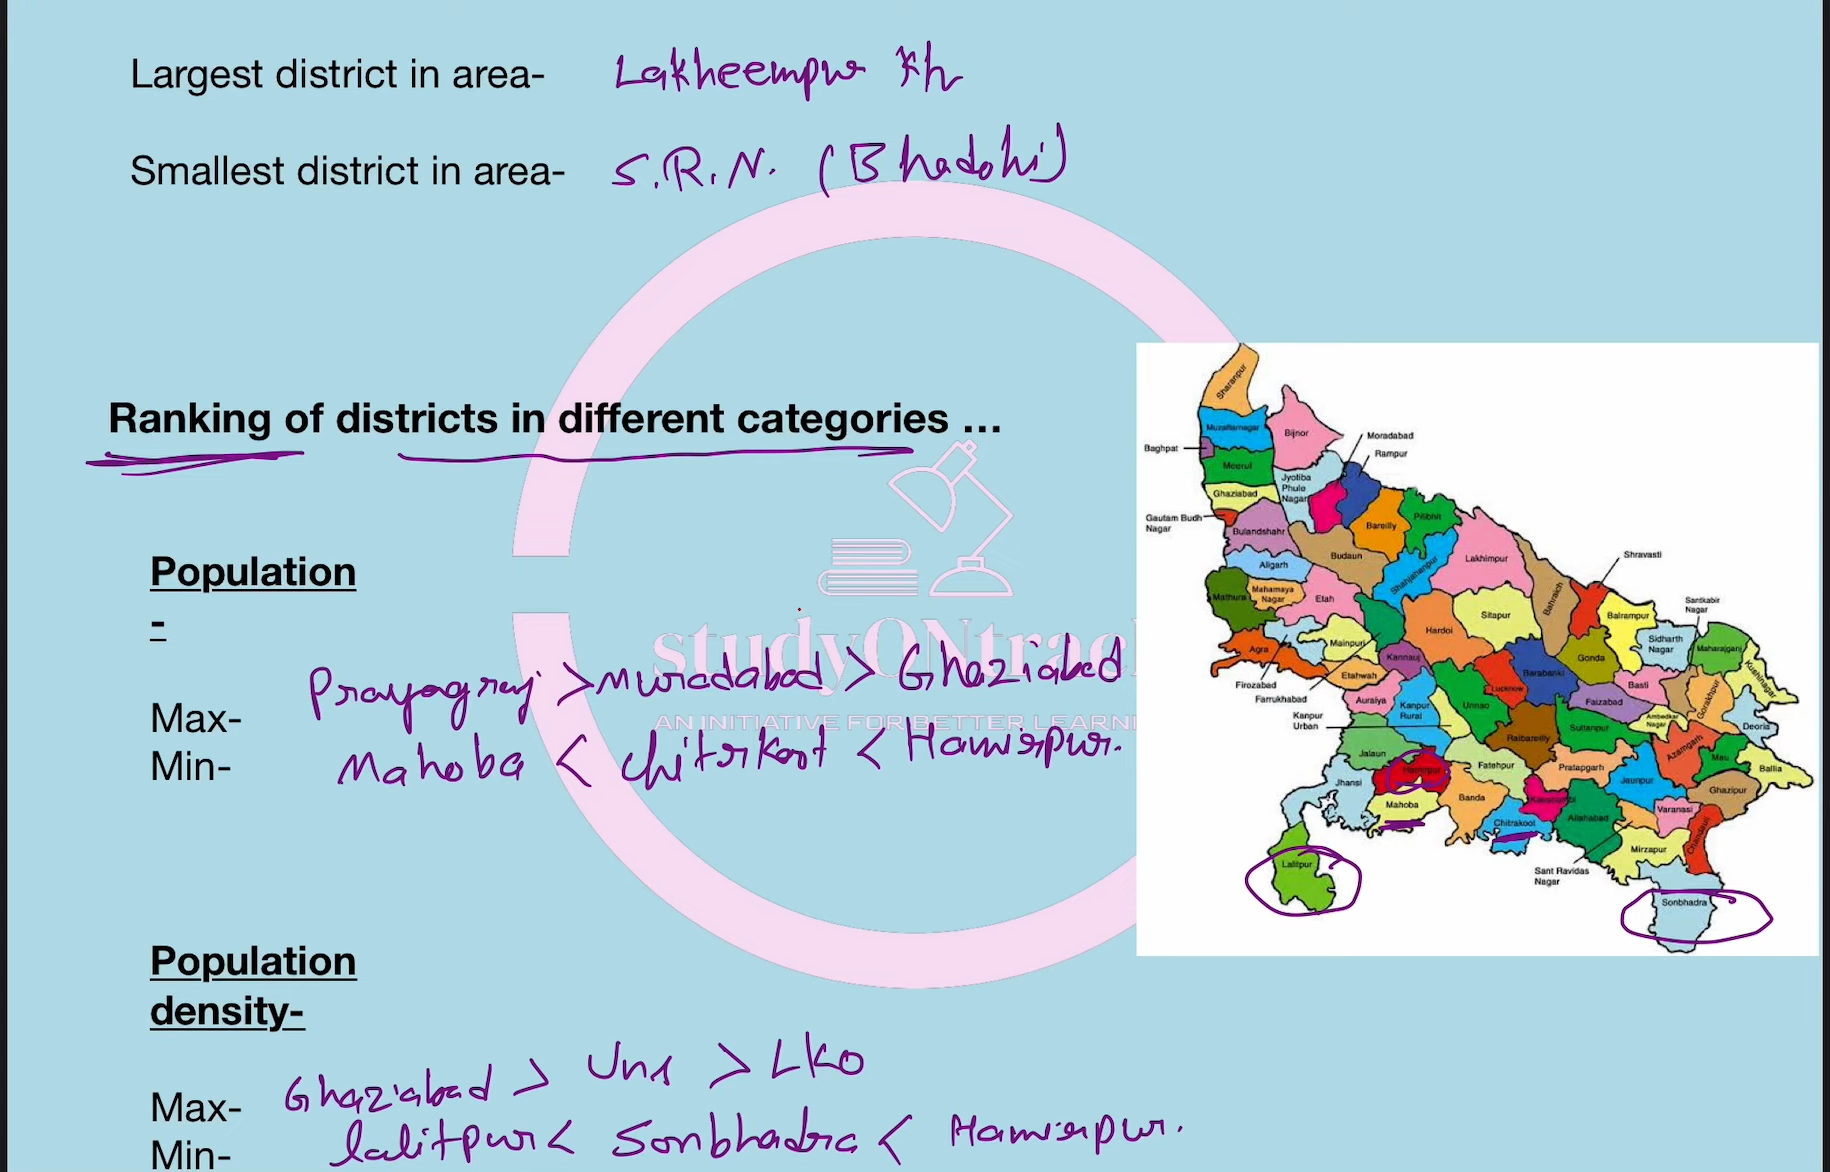 Largest district in area- Lakheempur Kh
Smallest district in area- S.R.N. (Bhadohi)
Ranking of districts in different categories ...
Population
-
Max- Prayagraj > Muradabad > Ghaziabad
Min- Mahoba < chitrkoot < Hamirpur.
Population
density-
Max- Ghaziabad > Vns > LKO
Min- lalitpur < Sonbhadra < Hamirpur.
studyONtrac
AN INITIATIVE FOR BETTER LEARNI
Sharanpur
Muzaffarnagar
Bijnor
Moradabad
Rampur
Baghpat
Meerut
Jyotiba
Phule
Nagar
Ghaziabad
Gautam Budh
Nagar
Bulandshahr
Bareilly
Pilibhit
Budaun
Lakhimpur
Shravasti
Aligarh
Shahjahanpur
Mathura
Mahamaya
Nagar
Etah
Bahraich
Santkabir
Nagar
Sitapur
Balrampur
Hardoi
Sidharth
Nagar
Maharajganj
Kushinagar
Agra
Mainpuri
Kannauj
Gonda
Barabanki
Firozabad
Farrukhabad
Etahwah
Lucknow
Basti
Gorakhpur
Auraiya
Kanpur
Rural
Unnao
Faizabad
Kanpur
Urban
Ambedkar
Nagar
Deoria
Raibareilly
Sultanpur
Jalaun
Azamgarh
Mau
Ballia
Hamirpur
Fatehpur
Pratapgarh
Jaunpur
Jhansi
Ghazipur
Mahoba
Banda
Kaushambi
Varanasi
Chitrakoot
Allahabad
Chandauli
Mirzapur
Lalitpur
Sant Ravidas
Nagar
Sonbhadra